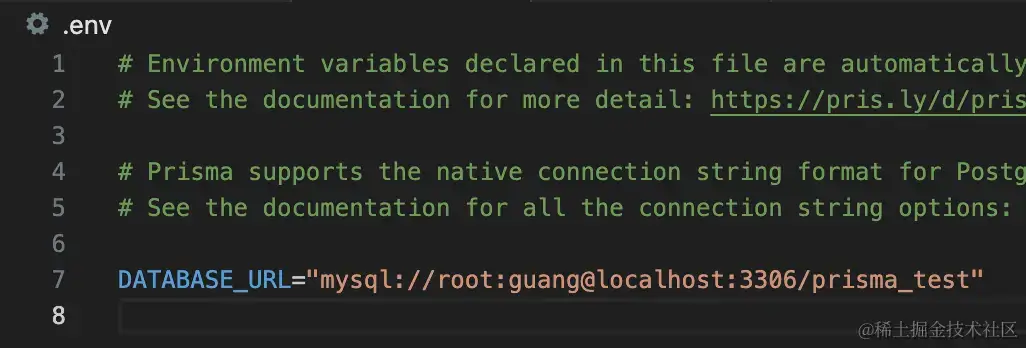 .env
1 # Environment variables declared in this file are automatically
2 # See the documentation for more detail: https://pris.ly/d/pris
3
4 # Prisma supports the native connection string format for Postg
5 # See the documentation for all the connection string options:
6
7 DATABASE_URL="mysql://root:guang@localhost:3306/prisma_test"
8
@稀土掘金技术社区